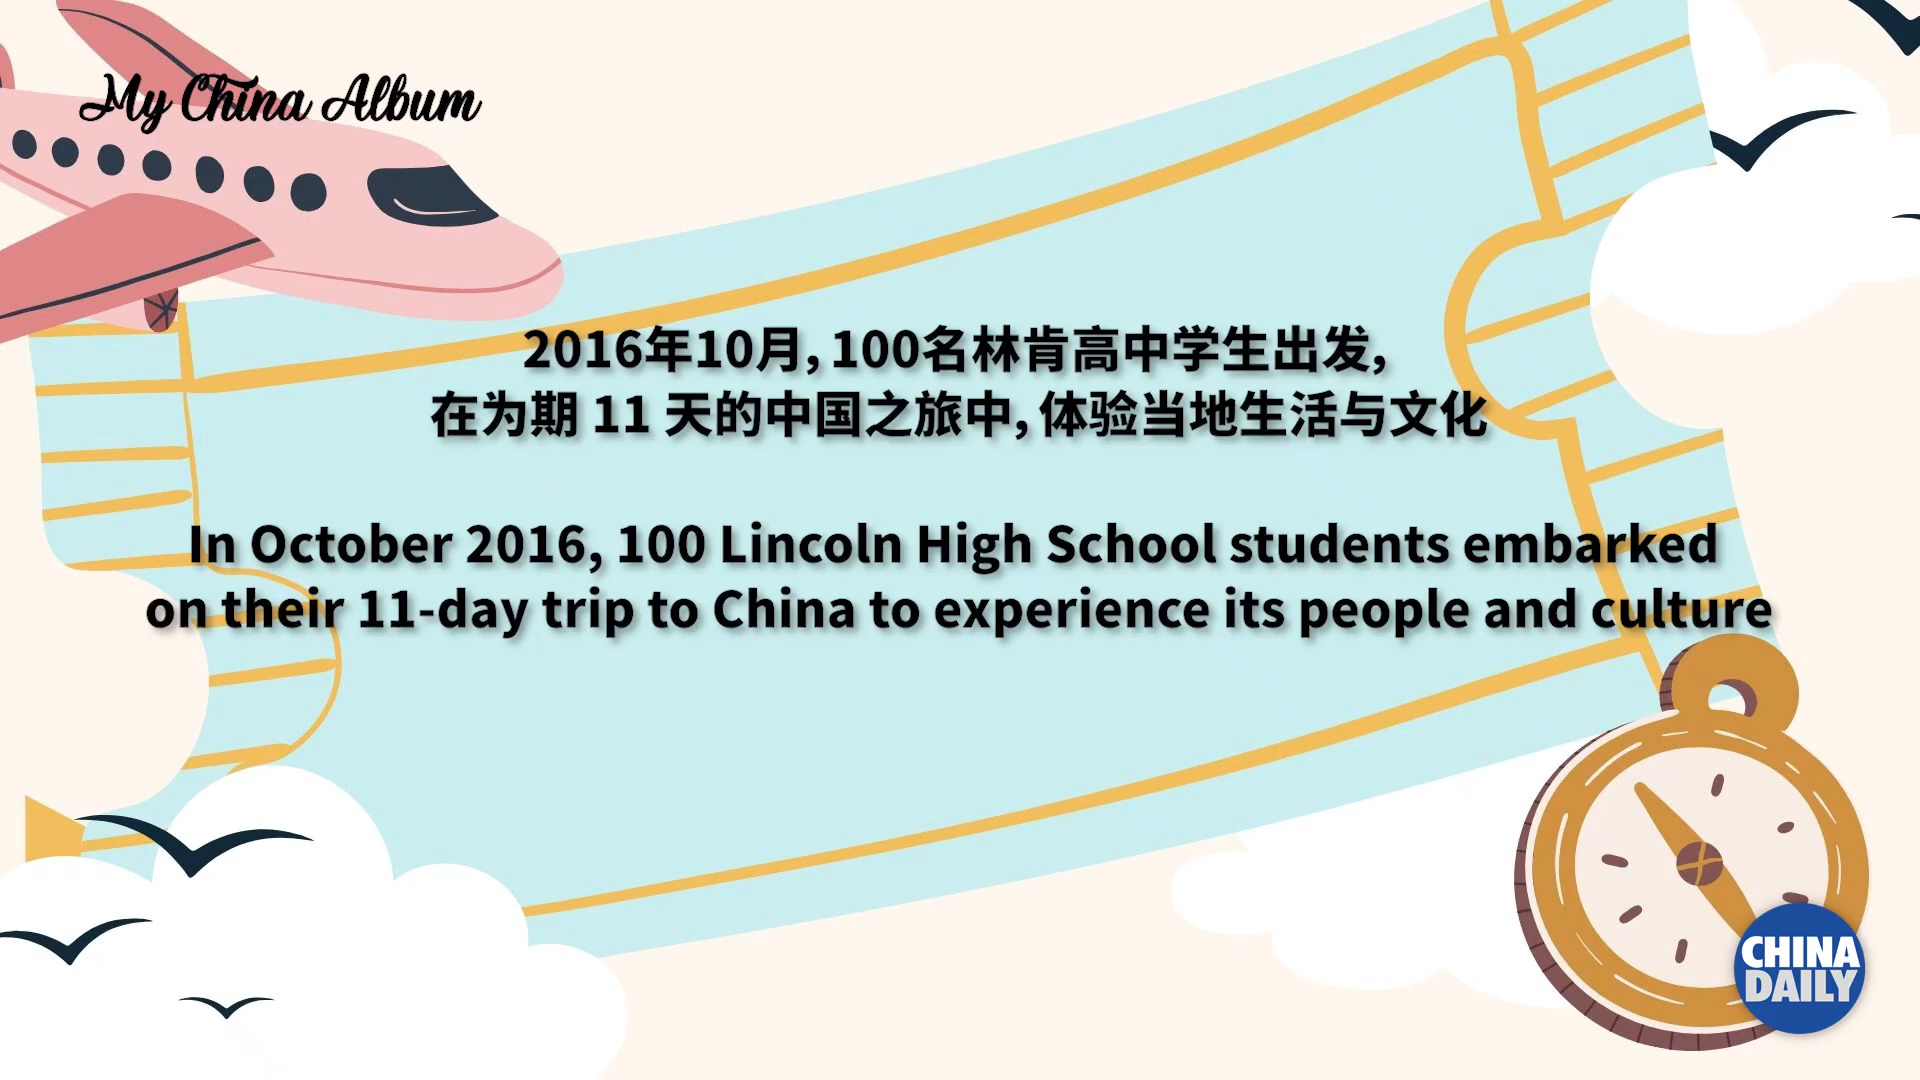 My China Album
2016年10月, 100名林肯高中学生出发,
在为期 11 天的中国之旅中, 体验当地生活与文化
In October 2016, 100 Lincoln High School students embarked
on their 11-day trip to China to experience its people and culture
CHINA
DAILY